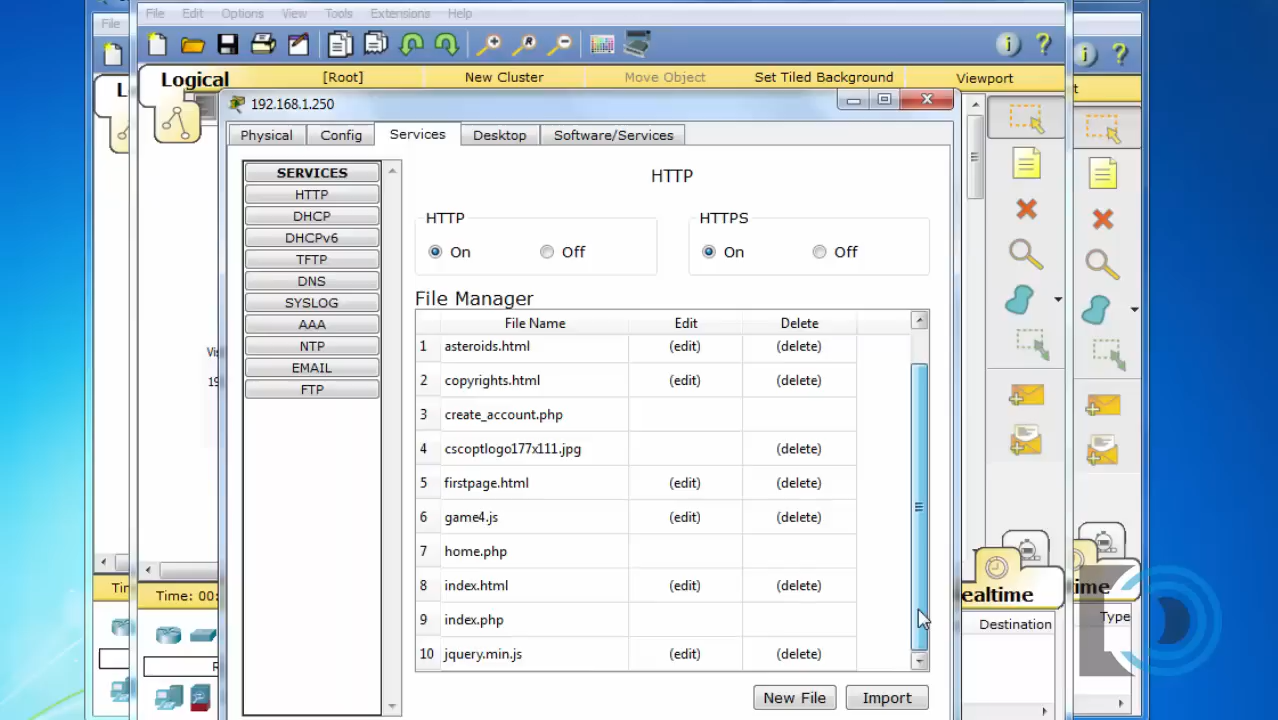 File
File Edit Options View Tools Extensions Help
Logical [Root] New Cluster Move Object Set Tiled Background Viewport
L
t
192.168.1.250
Physical Config Services Desktop Software/Services
SERVICES
HTTP
DHCP
DHCPv6
TFTP
DNS
SYSLOG
AAA
NTP
EMAIL
FTP
HTTP
HTTP HTTPS
On Off On Off
File Manager
File Name Edit Delete
1 asteroids.html (edit) (delete)
2 copyrights.html (edit) (delete)
3 create_account.php
4 cscoptlogo177x111.jpg (delete)
5 firstpage.html (edit) (delete)
6 game4.js (edit) (delete)
7 home.php
8 index.html (edit) (delete)
9 index.php
10 jquery.min.js (edit) (delete)
New File Import
Vis
19
Tin
Time: 00:
ealtime
ime
Destination
Type